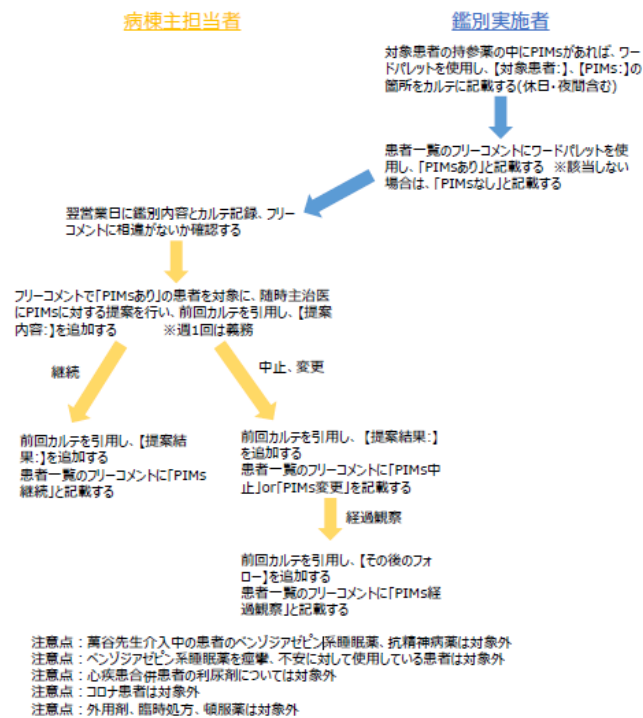 病棟主担当者
鑑別実施者
対象患者の持参薬の中にPIMsがあれば、ワー
ドパレットを使用し、【対象患者:】、【PIMs:】の
箇所をカルテに記載する(休日・夜間含む)
患者一覧のフリーコメントにワードパレットを使
用し、「PIMsあり」と記載する ※該当しない
場合は、「PIMsなし」と記載する
翌営業日に鑑別内容とカルテ記録、フリー
コメントに相違がないか確認する
フリーコメントで「PIMsあり」の患者を対象に、随時主治医
にPIMsに対する提案を行い、前回カルテを引用し、【提案
内容:】を追加する ※週1回は義務
継続
中止、変更
前回カルテを引用し、【提案結
果:】を追加する
患者一覧のフリーコメントに「PIMs
継続」と記載する
前回カルテを引用し、【提案結果:】
を追加する
患者一覧のフリーコメントに「PIMs中
止」or「PIMs変更」を記載する
経過観察
前回カルテを引用し、【その後のフォ
ロー】を追加する
患者一覧のフリーコメントに「PIMs経
過観察」と記載する
注意点：萬谷先生介入中の患者のベンゾジアゼピン系睡眠薬、抗精神病薬は対象外
注意点：ベンゾジアゼピン系睡眠薬を痙攣、不安に対して使用している患者は対象外
注意点：心疾患合併患者の利尿剤については対象外
注意点：コロナ患者は対象外
注意点：外用剤、臨時処方、頓服薬は対象外